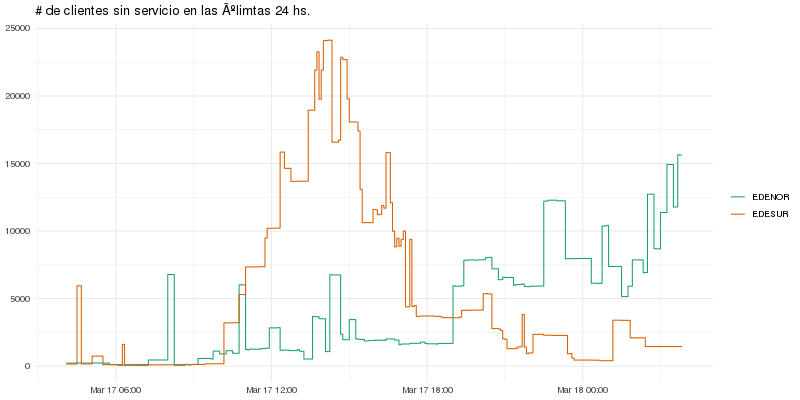 # de clientes sin servicio en las Ãºlimtas 24 hs.
25000
20000
15000
10000
5000
0
Mar 17 06:00
Mar 17 12:00
Mar 17 18:00
Mar 18 00:00
EDENOR
EDESUR